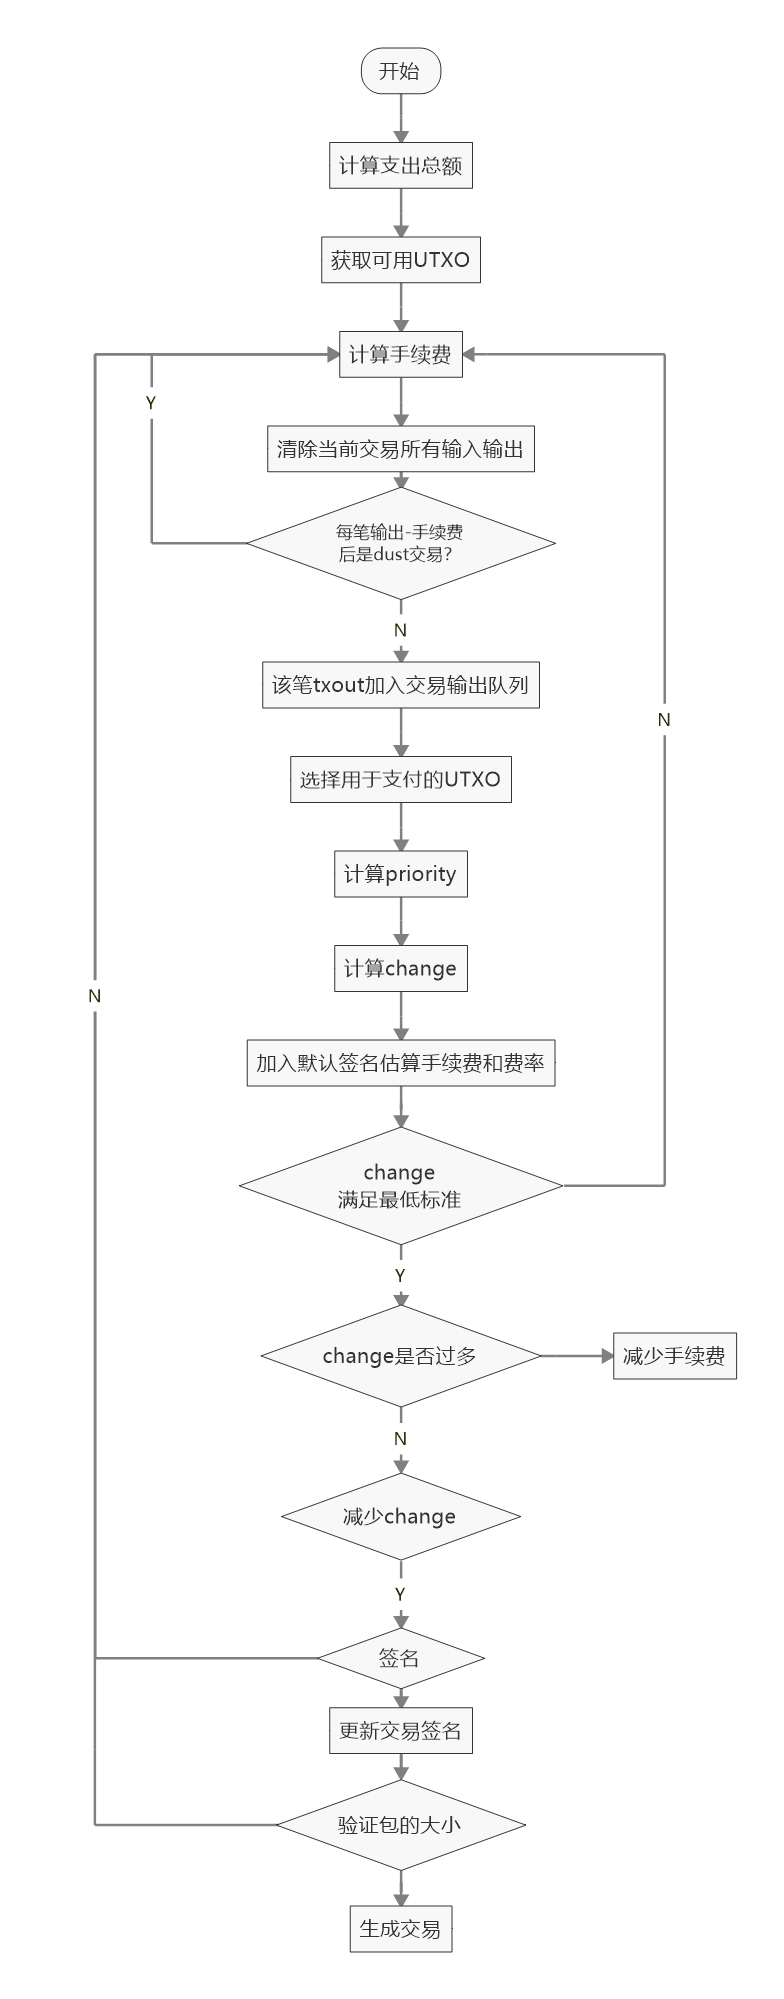 开始
计算支出总额
获取可用UTXO
计算手续费
Y
清除当前交易所有输入输出
每笔输出-手续费
后是dust交易?
N
该笔txout加入交易输出队列
N
选择用于支付的UTXO
计算priority
计算change
N
加入默认签名估算手续费和费率
change
满足最低标准
Y
change是否过多
减少手续费
N
减少change
Y
签名
更新交易签名
验证包的大小
生成交易